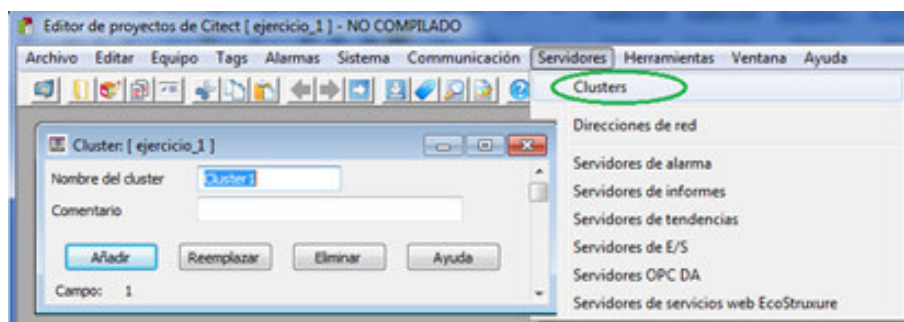 Editor de proyectos de Citect [ ejercicio_1 ] - NO COMPILADO
Archivo Editar Equipo Tags Alarmas Sistema Communicación Servidores Herramientas Ventana Ayuda
Clusters
Direcciones de red
Servidores de alarma
Servidores de informes
Servidores de tendencias
Servidores de E/S
Servidores OPC DA
Servidores de servicios web EcoStruxure
Cluster: [ ejercicio_1 ]
Nombre del cluster Cluster1
Comentario
Añadir Reemplazar Eliminar Ayuda
Campo: 1